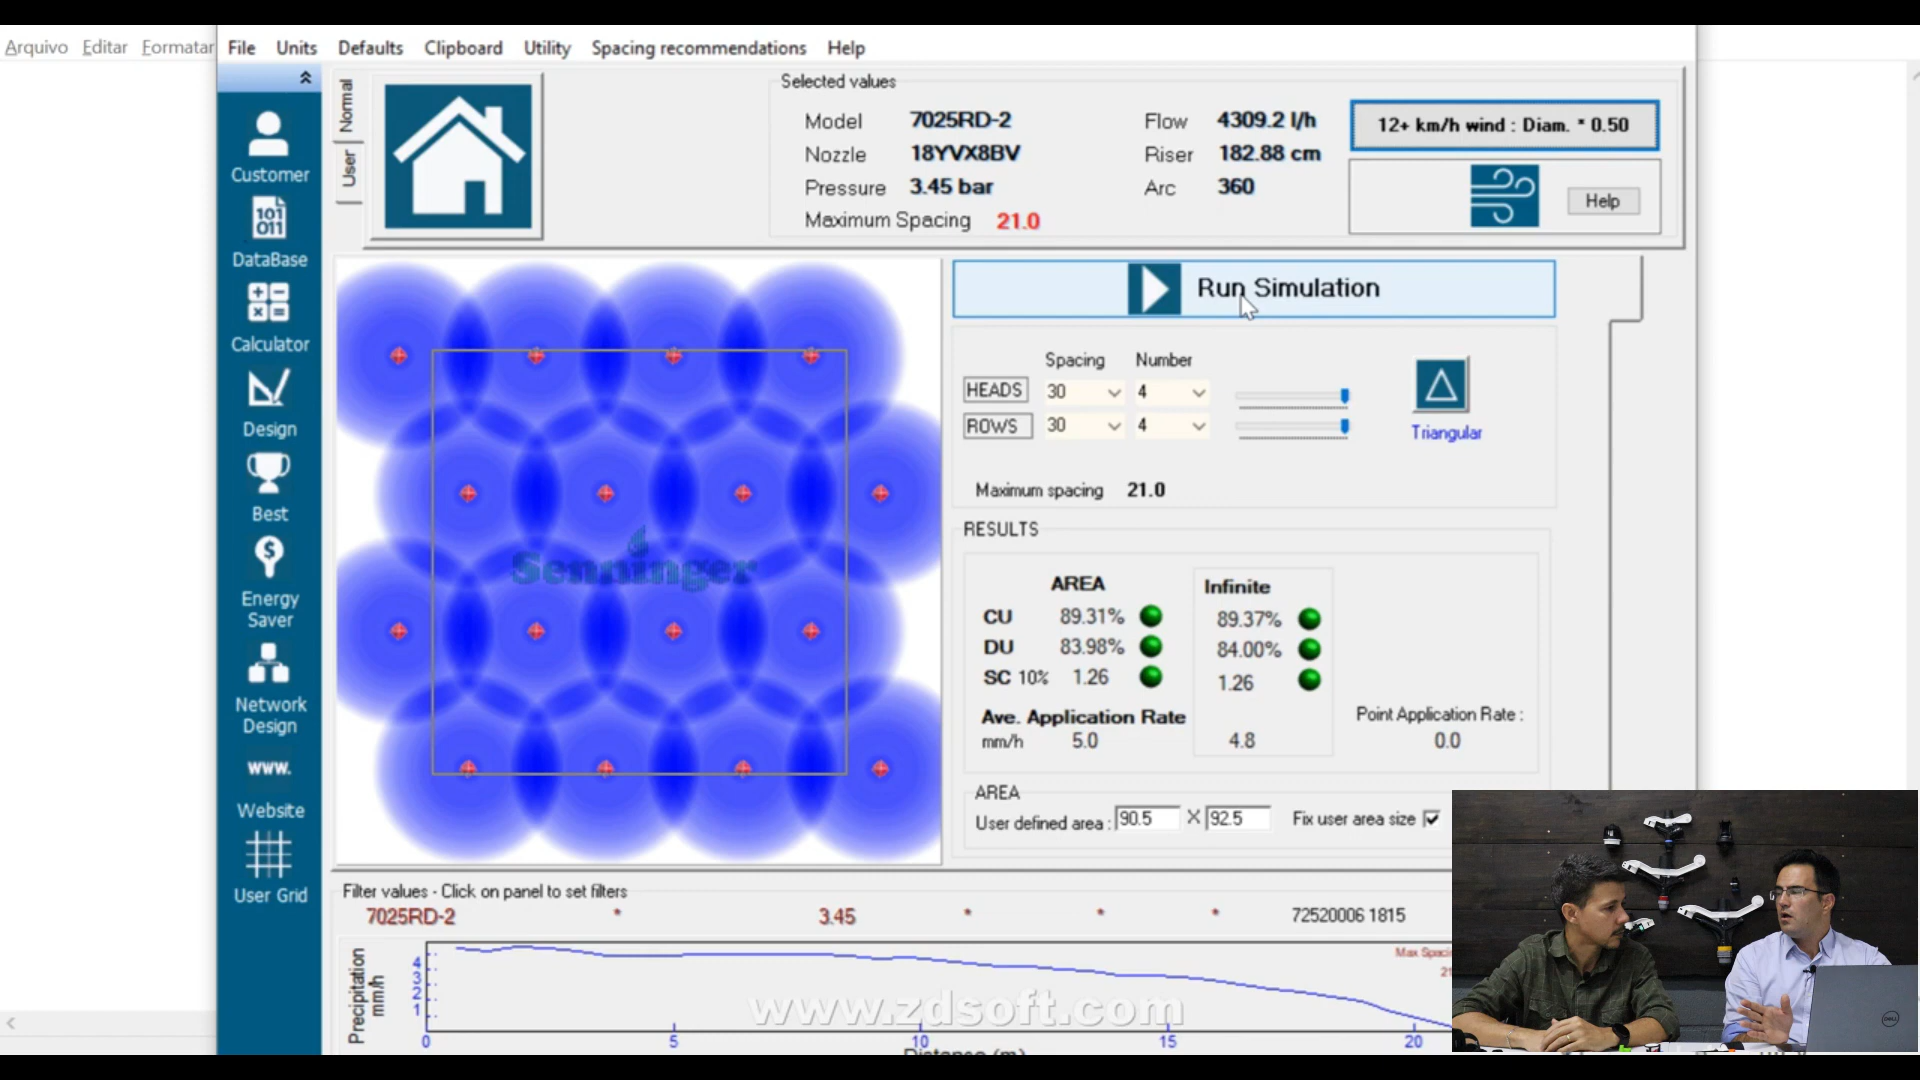 Arquivo Editar Formatar
File Units Defaults Clipboard Utility Spacing recommendations Help
Customer
DataBase
Calculator
Design
Best
Energy
Saver
Network
Design
www.
Website
User Grid
Normal
User
Selected values
Model 7025RD-2
Nozzle 18YVX8BV
Pressure 3.45 bar
Maximum Spacing 21.0
Flow 4309.2 l/h
Riser 182.88 cm
Arc 360
12+ km/h wind : Diam. * 0.50
Help
101
011
Senninger
Run Simulation
Spacing Number
HEADS 30 4
ROWS 30 4
Triangular
Maximum spacing 21.0
RESULTS
AREA Infinite
CU 89.31% 89.37%
DU 83.98% 84.00%
SC 10% 1.26 1.26
Ave. Application Rate
mm/h 5.0 4.8
Point Application Rate :
0.0
AREA
User defined area : 90.5 X 92.5 Fix user area size
Filter values - Click on panel to set filters
7025RD-2 * 3.45 * * * 72520006 1815
Precipitation
mm/h
4
3
2
1
0 5 10 15 20
Distance (m)
www.zdsoft.com
DELL